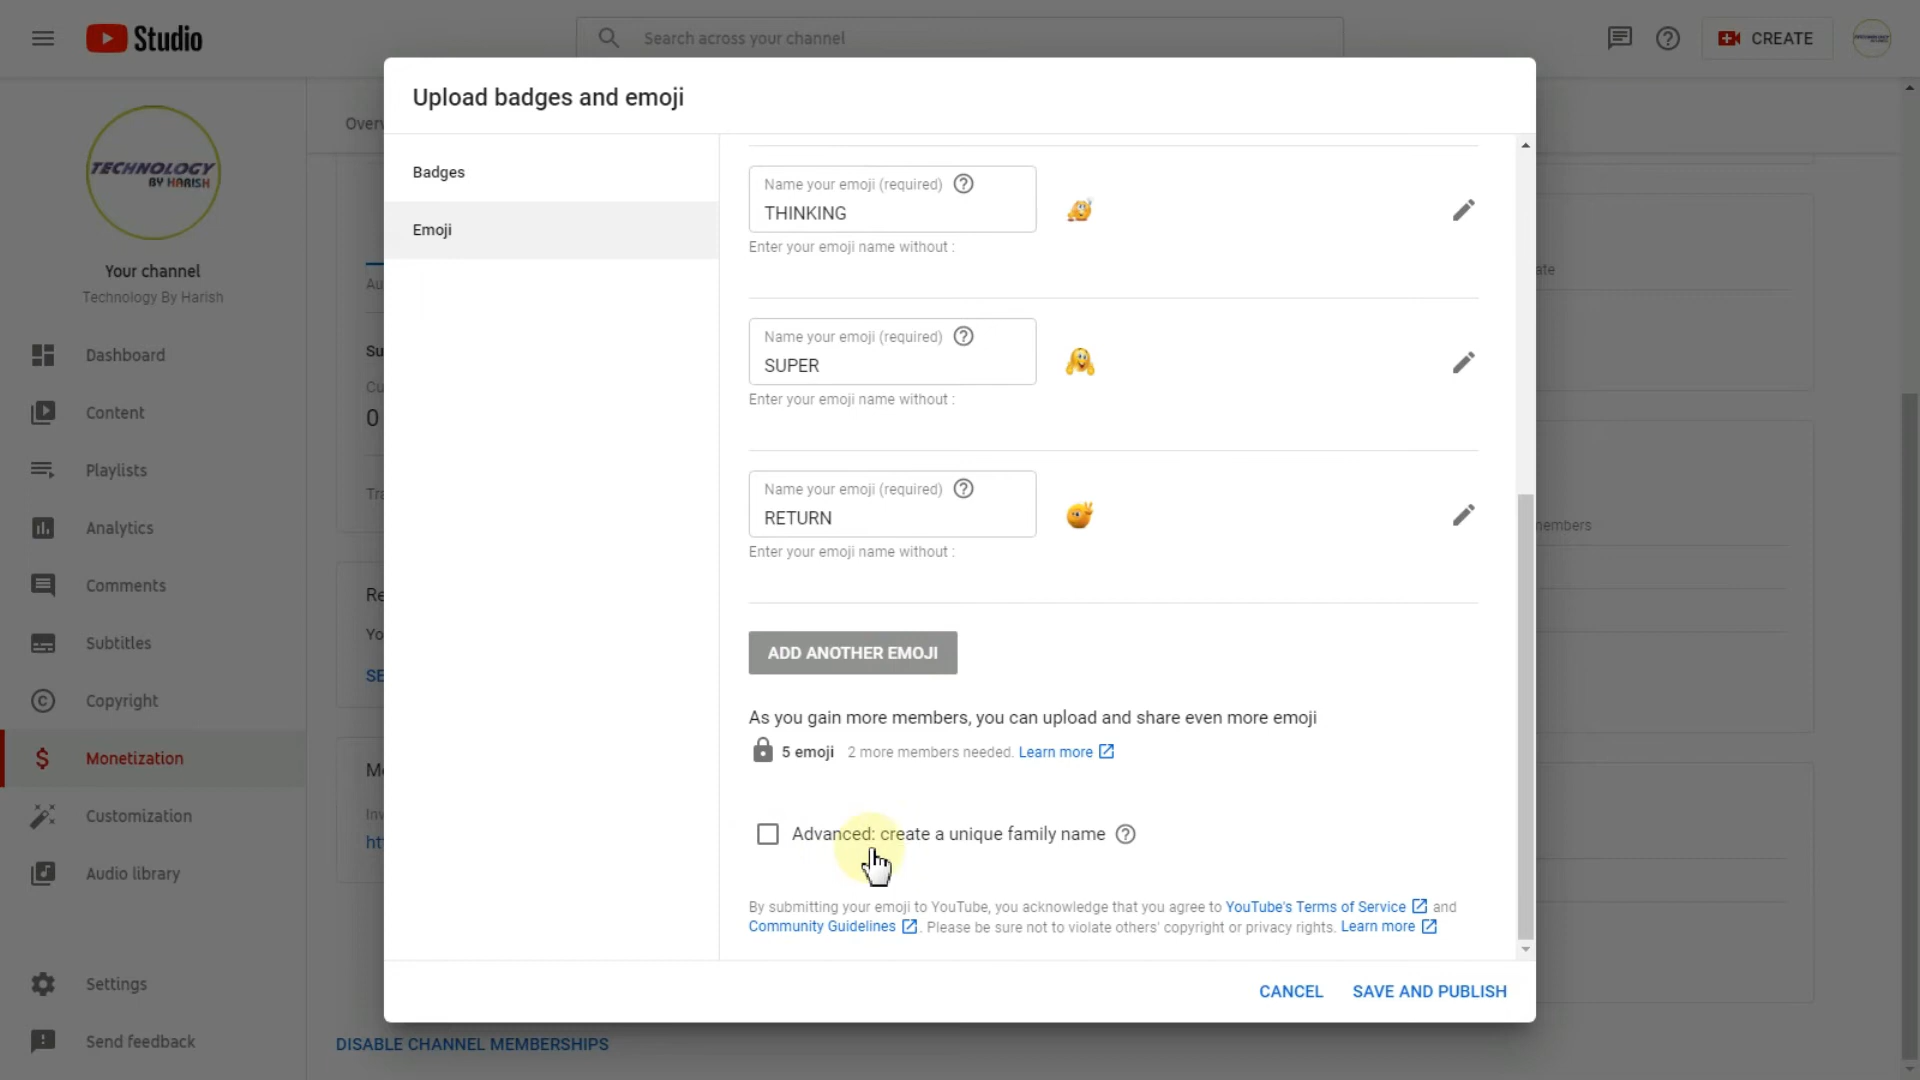 Studio
Search across your channel
CREATE
TECHNOLOGY
BY HARISH
Your channel
Technology By Harish
Dashboard
Content
Playlists
Analytics
Comments
Subtitles
Copyright
Monetization
Customization
Audio library
Settings
Send feedback
Upload badges and emoji
Badges
Emoji
Name your emoji (required)
THINKING
Enter your emoji name without :
Name your emoji (required)
SUPER
Enter your emoji name without :
Name your emoji (required)
RETURN
Enter your emoji name without :
ADD ANOTHER EMOJI
As you gain more members, you can upload and share even more emoji
5 emoji 2 more members needed. Learn more
Advanced: create a unique family name
By submitting your emoji to YouTube, you acknowledge that you agree to YouTube's Terms of Service and
Community Guidelines . Please be sure not to violate others' copyright or privacy rights. Learn more
CANCEL SAVE AND PUBLISH
0
DISABLE CHANNEL MEMBERSHIPS